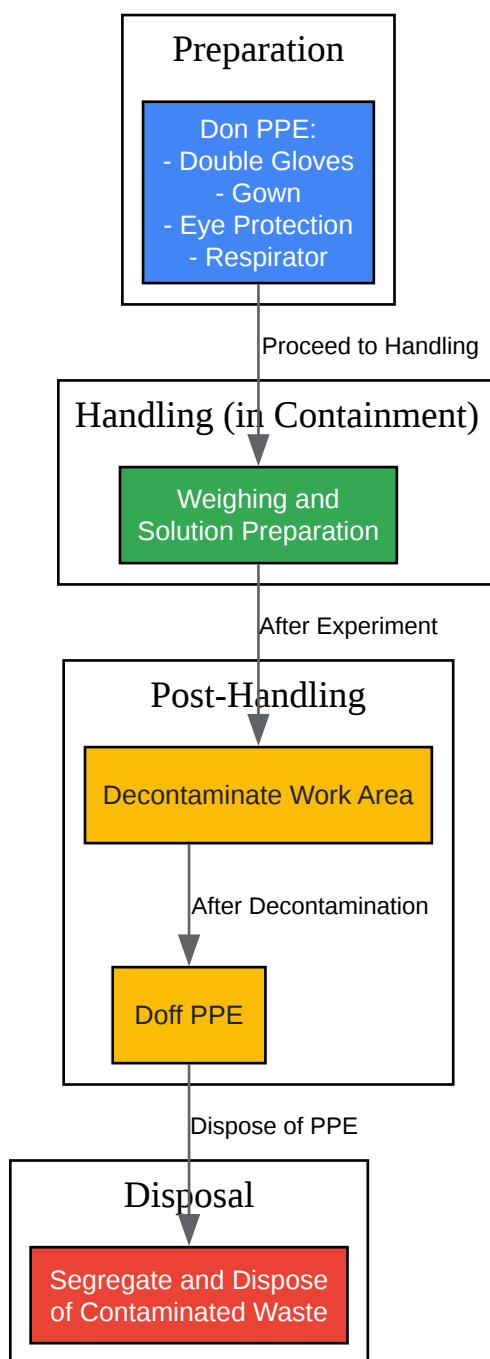 Preparation
Don PPE:
- Double Gloves
- Gown
- Eye Protection
- Respirator
Proceed to Handling
Handling (in Containment)
Weighing and
Solution Preparation
After Experiment
Post-Handling
Decontaminate Work Area
After Decontamination
Doff PPE
Dispose of PPE
Disposal
Segregate and Dispose
of Contaminated Waste